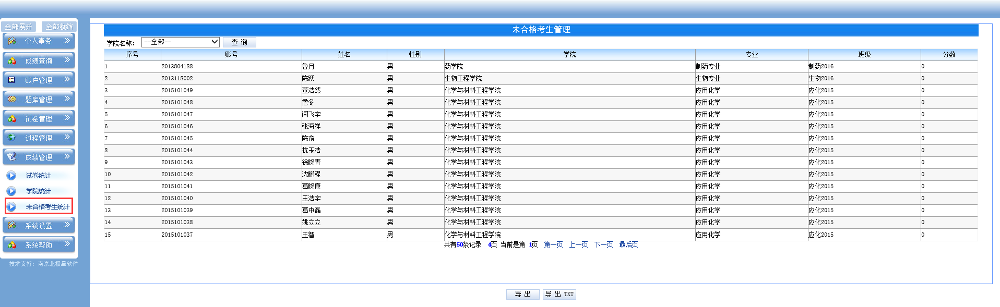 全部展开 全部收缩
个人事务
成绩查询
账户管理
题库管理
试卷管理
过程管理
成绩管理
试卷统计
学院统计
未合格考生统计
系统设置
系统帮助
技术支持：南京北极星软件
未合格考生管理
学院名称： --全部-- 查 询
序号 账号 姓名 性别 学院 专业 班级 分数
1 2013804188 鲁月 男 药学院 制药专业 制药2016 0
2 2013118002 陈跃 男 生物工程学院 生物专业 生物2016 0
3 2015101049 董浩然 男 化学与材料工程学院 应用化学 应化2015 0
4 2015101048 詹冬 男 化学与材料工程学院 应用化学 应化2015 0
5 2015101047 闫飞宇 男 化学与材料工程学院 应用化学 应化2015 0
6 2015101046 张海祥 男 化学与材料工程学院 应用化学 应化2015 0
7 2015101045 陈俞 男 化学与材料工程学院 应用化学 应化2015 0
8 2015101044 杭玉浩 男 化学与材料工程学院 应用化学 应化2015 0
9 2015101043 徐晓青 男 化学与材料工程学院 应用化学 应化2015 0
10 2015101042 沈鹏程 男 化学与材料工程学院 应用化学 应化2015 0
11 2015101041 葛晓康 男 化学与材料工程学院 应用化学 应化2015 0
12 2015101040 王浩宇 男 化学与材料工程学院 应用化学 应化2015 0
13 2015101039 葛中磊 男 化学与材料工程学院 应用化学 应化2015 0
14 2015101038 姚立立 男 化学与材料工程学院 应用化学 应化2015 0
15 2015101037 王智 男 化学与材料工程学院 应用化学 应化2015 0
共有50条记录 4页 当前是第 1页 第一页 上一页 下一页 最后页
导 出 导 出 TXT